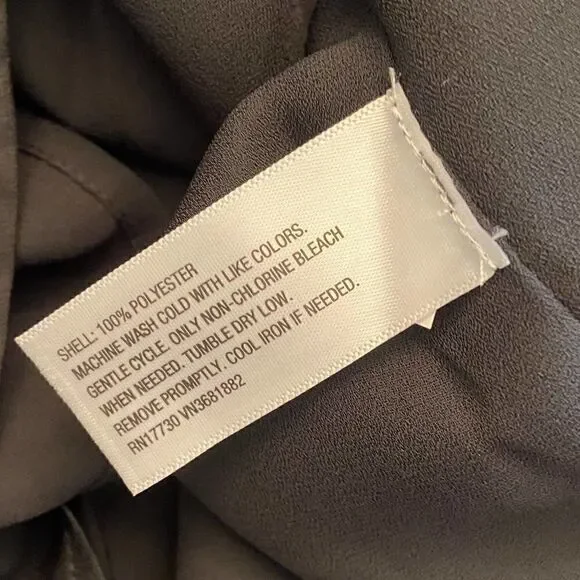 SHELL: 100% POLYESTER
MACHINE WASH COLD WITH LIKE COLORS.
GENTLE CYCLE. ONLY NON-CHLORINE BLEACH
WHEN NEEDED. TUMBLE DRY LOW.
REMOVE PROMPTLY. COOL IRON IF NEEDED.
RN17730 VN3681882